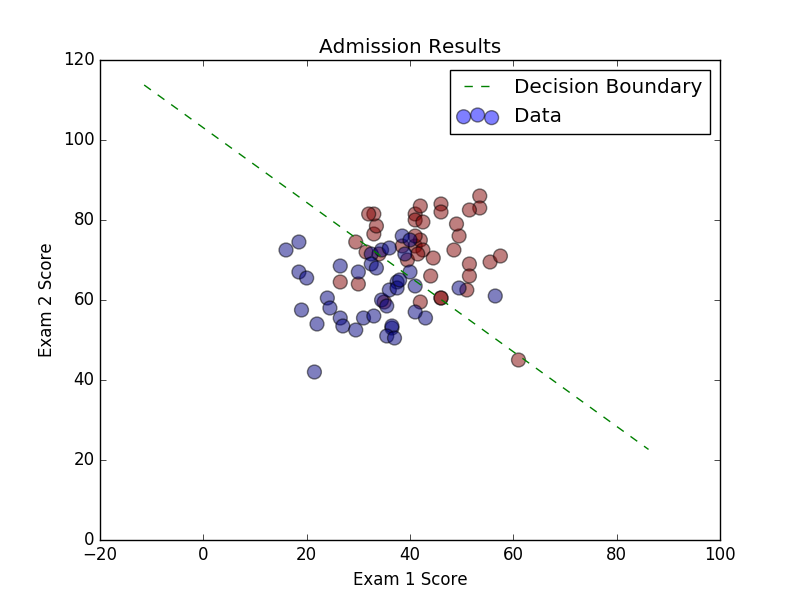 Admission Results
Decision Boundary
Data
120
100
80
60
40
20
0
Exam 2 Score
−20 0 20 40 60 80 100
Exam 1 Score